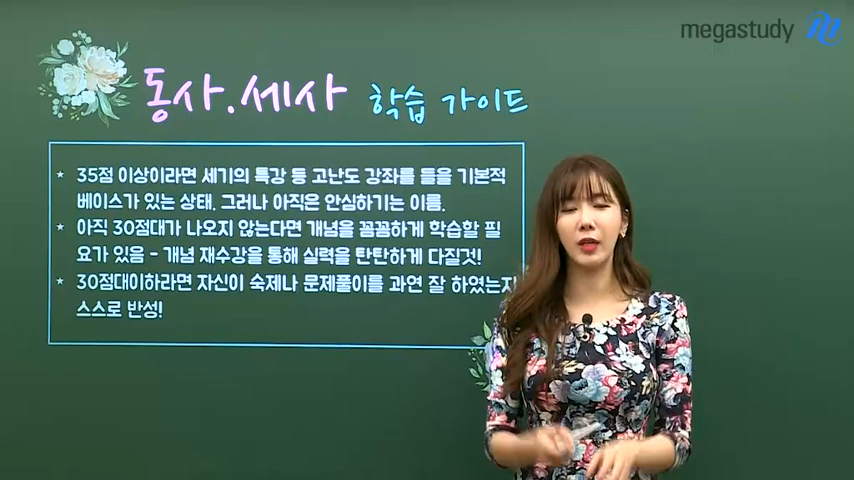 megastudy
동사.세사 학습 가이드
* 35점 이상이라면 세기의 특강 등 고난도 강좌를 들을 기본적
베이스가 있는 상태. 그러나 아직은 안심하기는 이름.
* 아직 30점대가 나오지 않는다면 개념을 꼼꼼하게 학습할 필
요가 있음 - 개념 재수강을 통해 실력을 탄탄하게 다질것!
* 30점대이하라면 자신이 숙제나 문제풀이를 과연 잘 하였는지
스스로 반성!